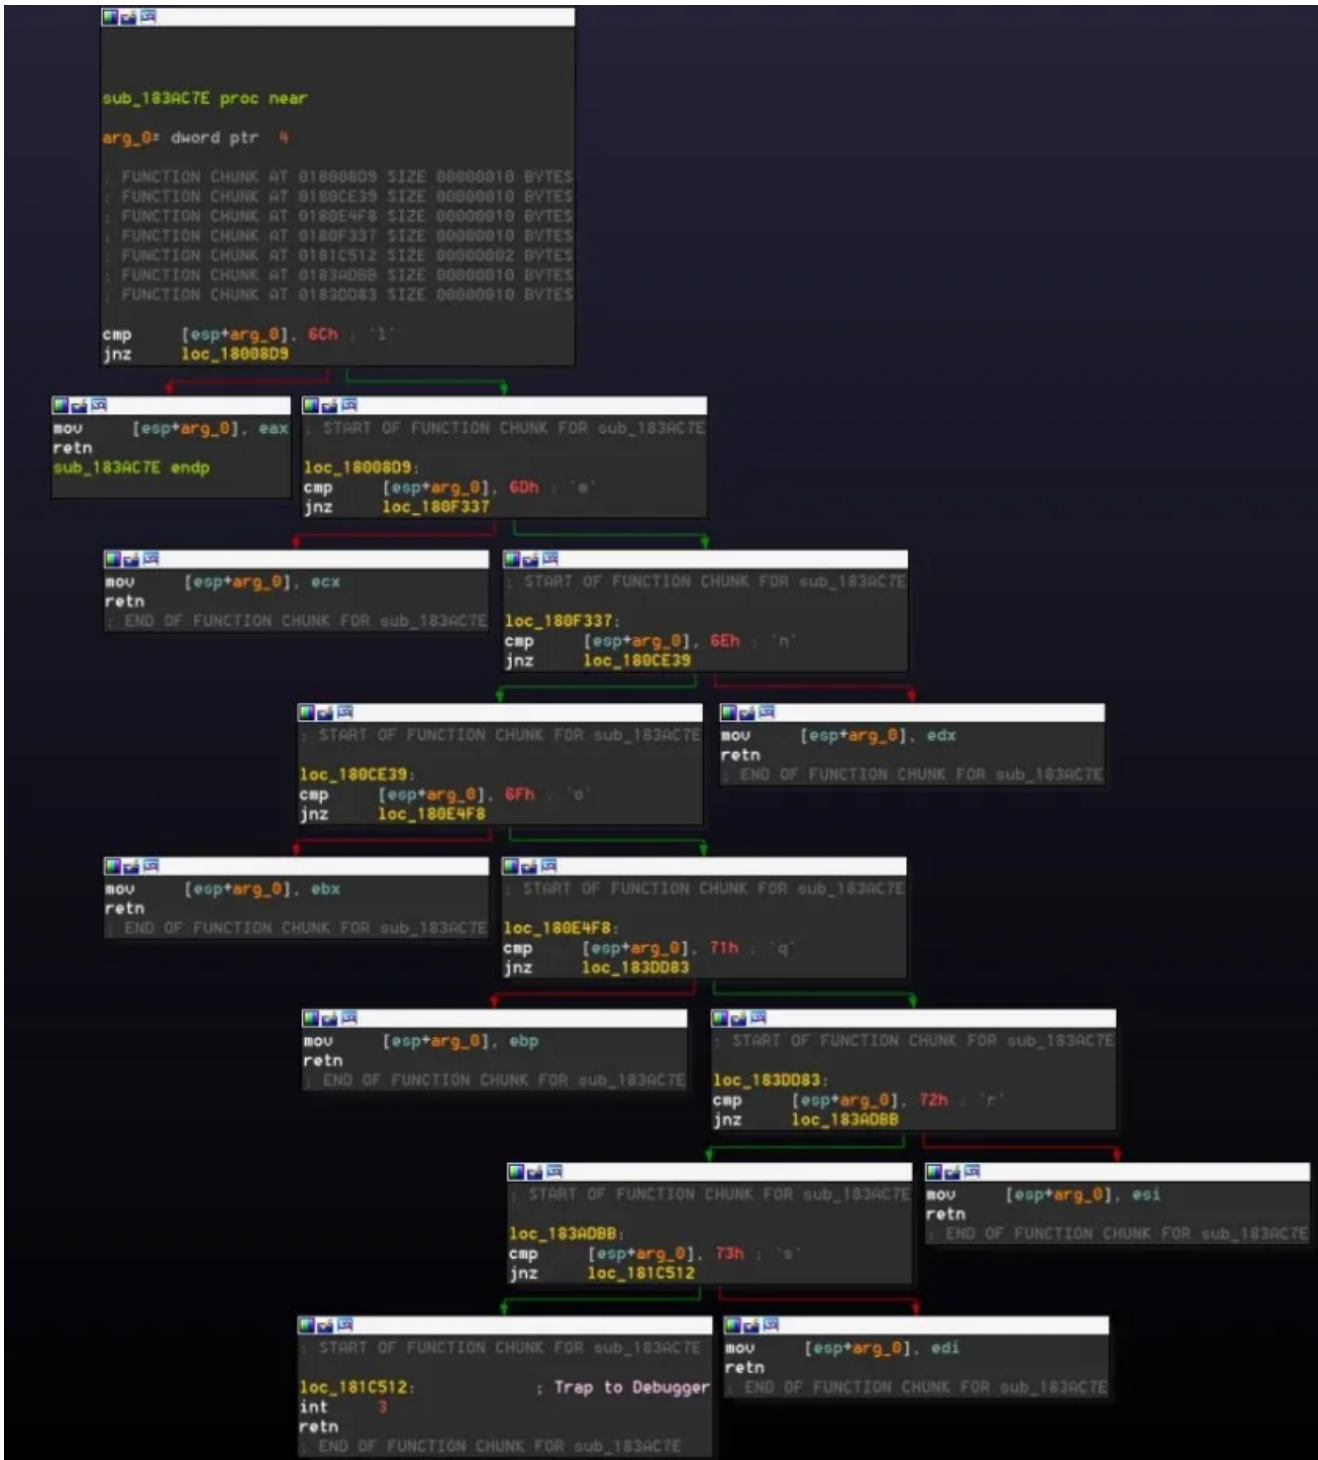 sub_183AC7E proc near
arg_0= dword ptr  4
; FUNCTION CHUNK AT 018008D9 SIZE 00000010 BYTES
; FUNCTION CHUNK AT 0180CE39 SIZE 00000010 BYTES
; FUNCTION CHUNK AT 0180E4F8 SIZE 00000010 BYTES
; FUNCTION CHUNK AT 0180F337 SIZE 00000010 BYTES
; FUNCTION CHUNK AT 0181C512 SIZE 00000002 BYTES
; FUNCTION CHUNK AT 0183ADBB SIZE 00000010 BYTES
; FUNCTION CHUNK AT 0183DD83 SIZE 00000010 BYTES
cmp     [esp+arg_0], 6Ch ; 'l'
jnz     loc_18008D9
mov     [esp+arg_0], eax
retn
sub_183AC7E endp
; START OF FUNCTION CHUNK FOR sub_183AC7E
loc_18008D9:
cmp     [esp+arg_0], 6Dh ; 'm'
jnz     loc_180F337
mov     [esp+arg_0], ecx
retn
; END OF FUNCTION CHUNK FOR sub_183AC7E
; START OF FUNCTION CHUNK FOR sub_183AC7E
loc_180F337:
cmp     [esp+arg_0], 6Eh ; 'n'
jnz     loc_180CE39
; START OF FUNCTION CHUNK FOR sub_183AC7E
loc_180CE39:
cmp     [esp+arg_0], 6Fh ; 'o'
jnz     loc_180E4F8
mov     [esp+arg_0], edx
retn
; END OF FUNCTION CHUNK FOR sub_183AC7E
mov     [esp+arg_0], ebx
retn
; END OF FUNCTION CHUNK FOR sub_183AC7E
; START OF FUNCTION CHUNK FOR sub_183AC7E
loc_180E4F8:
cmp     [esp+arg_0], 71h ; 'q'
jnz     loc_183DD83
mov     [esp+arg_0], ebp
retn
; END OF FUNCTION CHUNK FOR sub_183AC7E
; START OF FUNCTION CHUNK FOR sub_183AC7E
loc_183DD83:
cmp     [esp+arg_0], 72h ; 'r'
jnz     loc_183ADBB
; START OF FUNCTION CHUNK FOR sub_183AC7E
loc_183ADBB:
cmp     [esp+arg_0], 73h ; 's'
jnz     loc_181C512
mov     [esp+arg_0], esi
retn
; END OF FUNCTION CHUNK FOR sub_183AC7E
; START OF FUNCTION CHUNK FOR sub_183AC7E
loc_181C512:            ; Trap to Debugger
int     3
retn
; END OF FUNCTION CHUNK FOR sub_183AC7E
mov     [esp+arg_0], edi
retn
; END OF FUNCTION CHUNK FOR sub_183AC7E